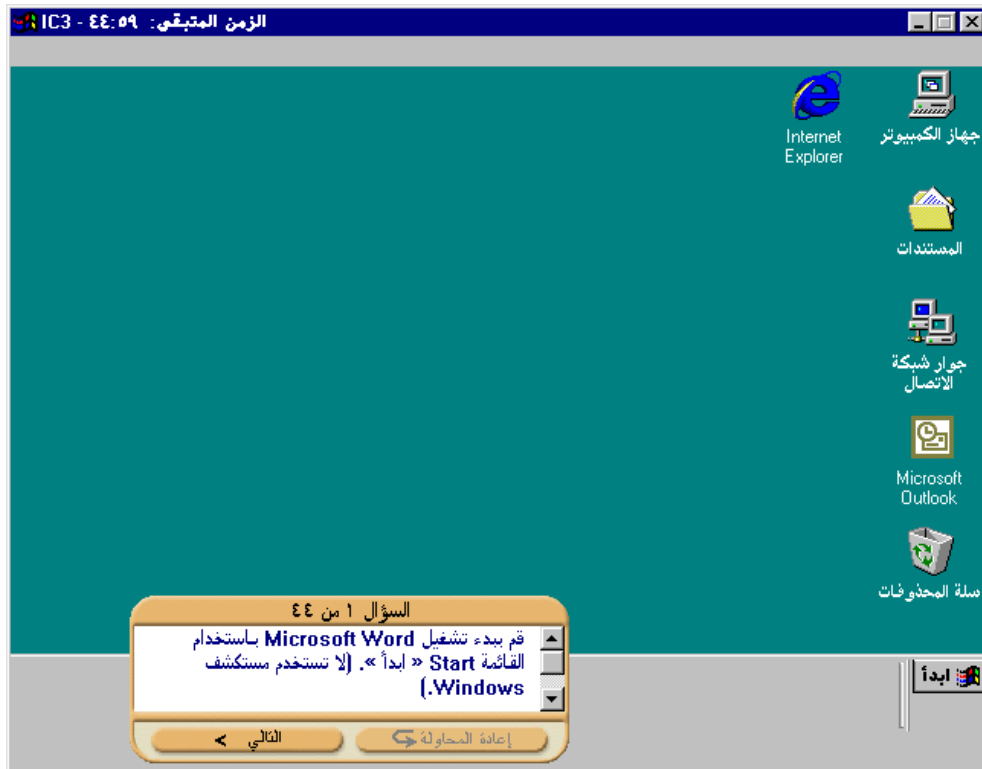 الزمن المتبقي: ٤٤:٥٩ - IC3
جهاز الكمبيوتر
Internet
Explorer
المستندات
جوار شبكة
الاتصال
Microsoft
Outlook
سلة المحذوفات
السؤال ١ من ٤٤
قم ببدء تشغيل Microsoft Word باستخدام
القائمة Start « ابدأ ». (لا تستخدم مستكشف
Windows.)
إعادة المحاولة
التالي >
ابدأ